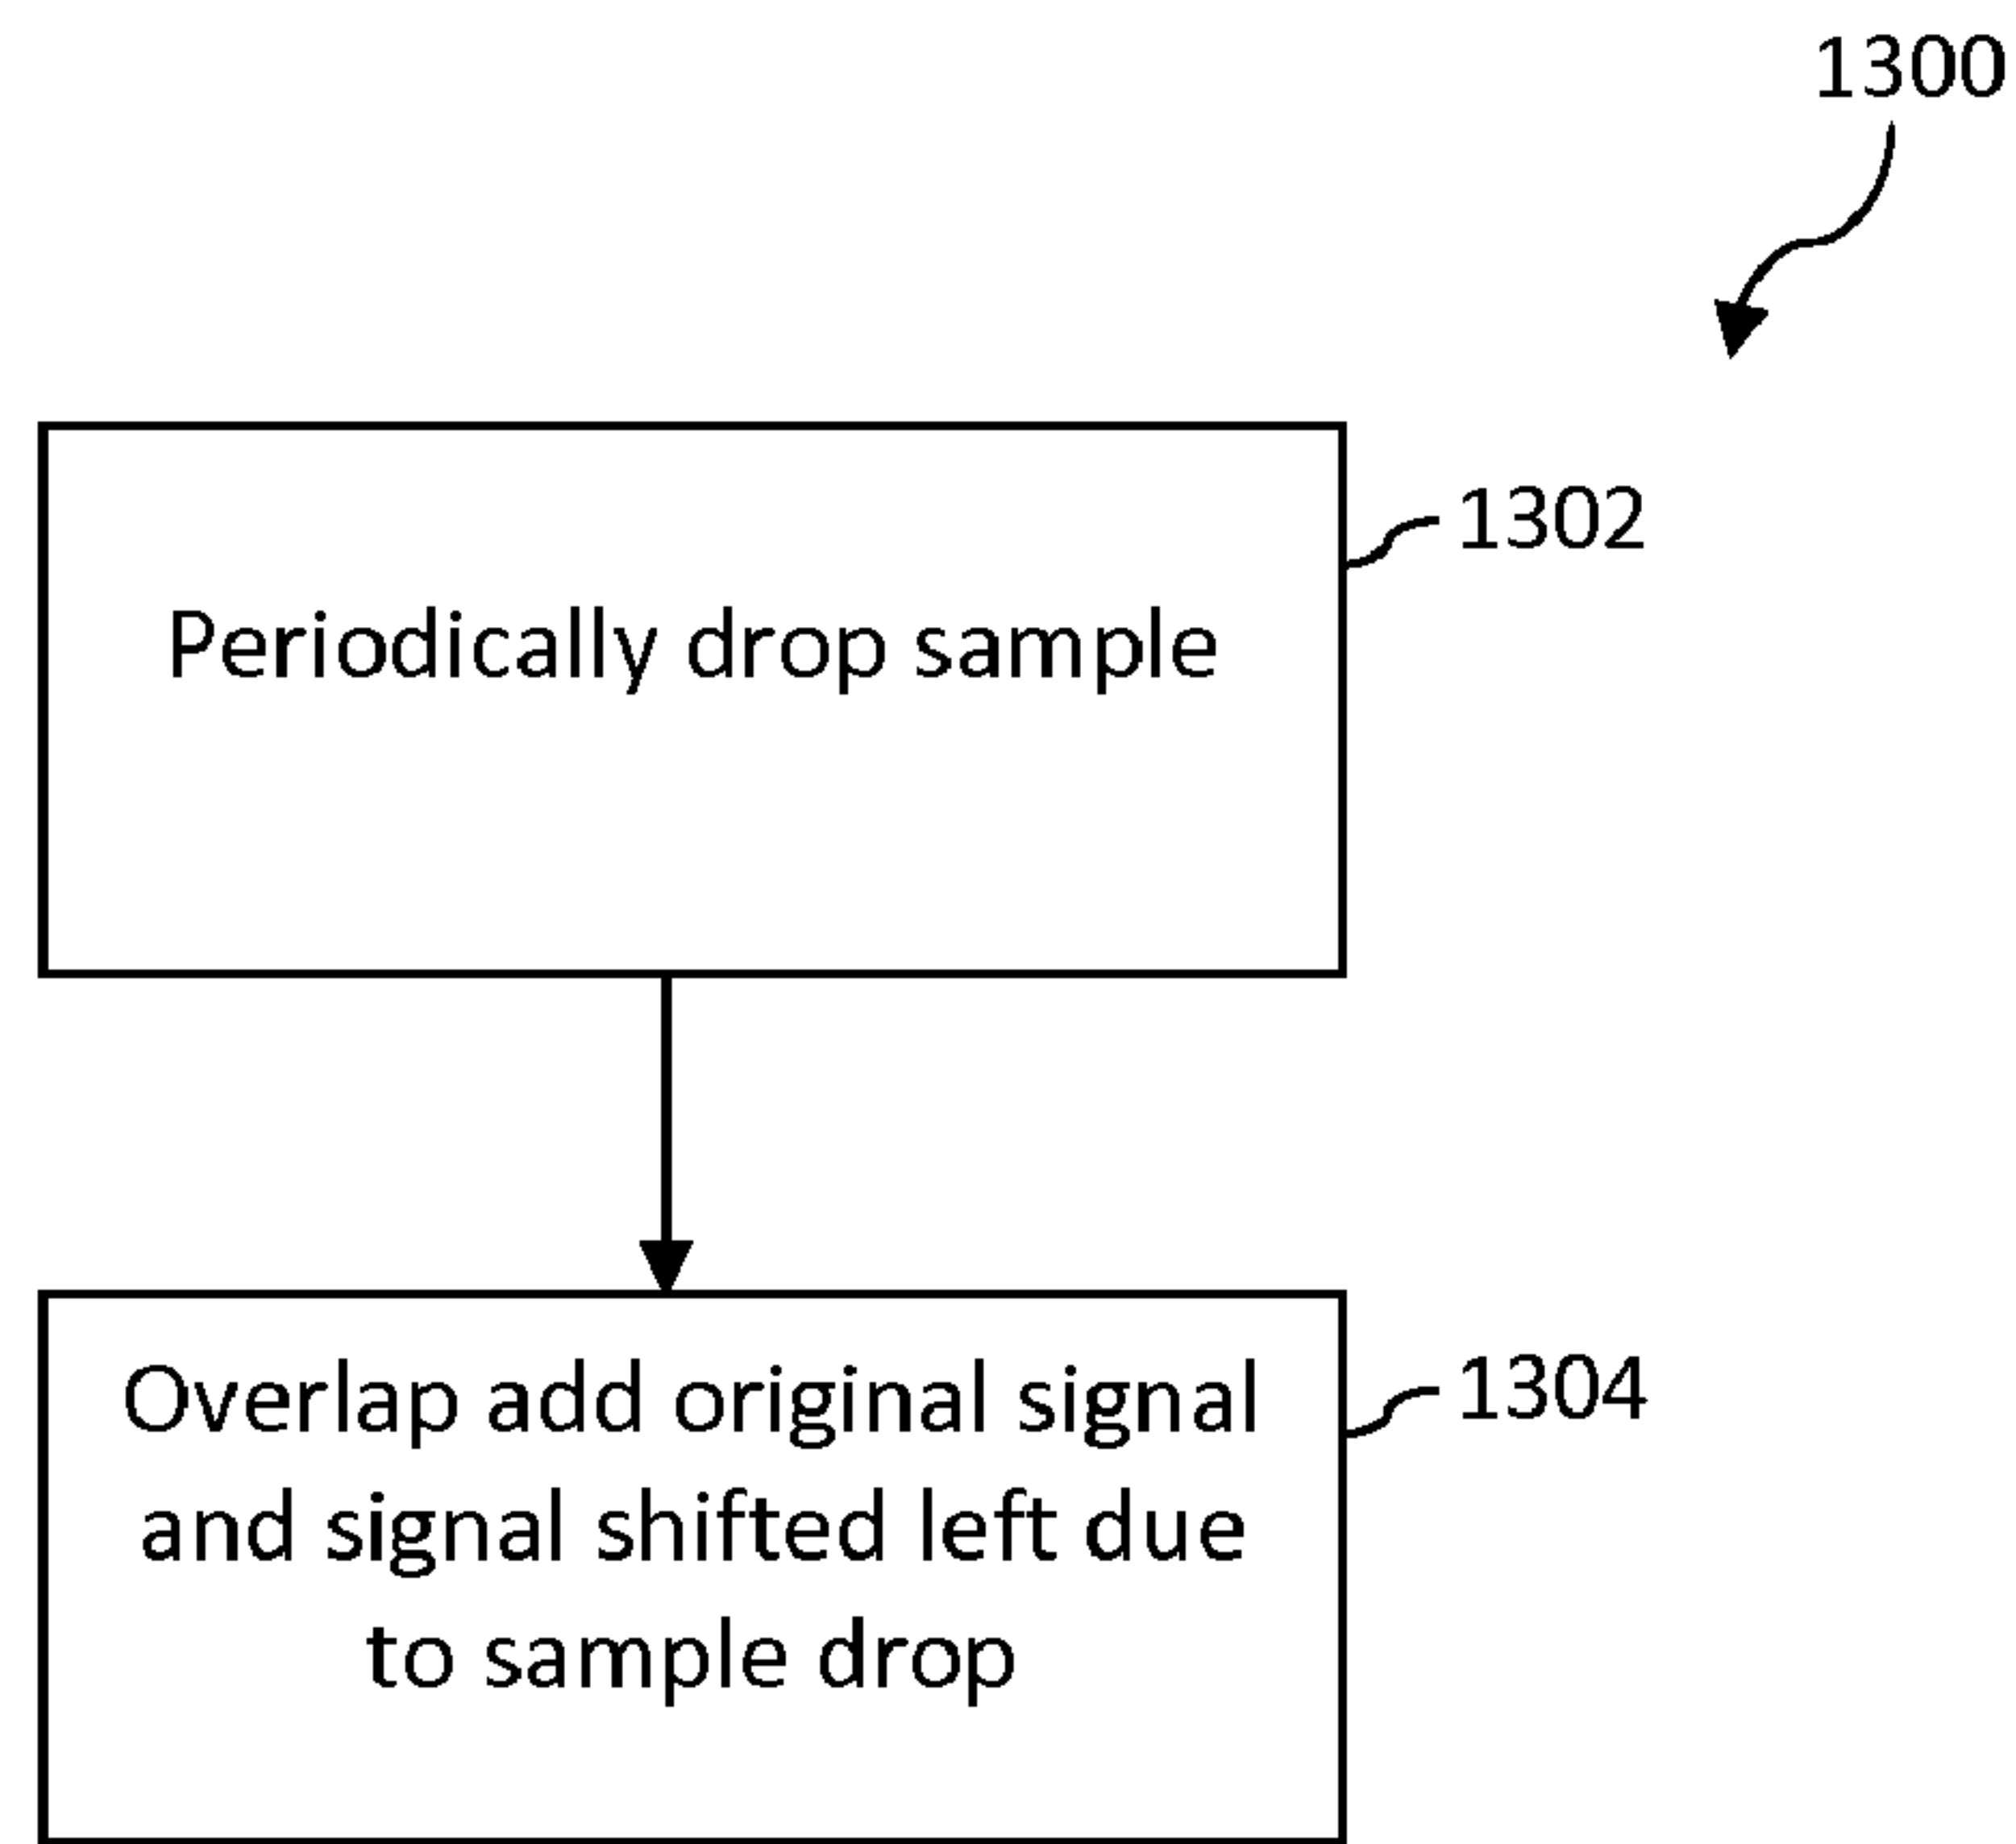 1300
1302
Periodically drop sample
1304
Overlap add original signal
and signal shifted left due
to sample drop